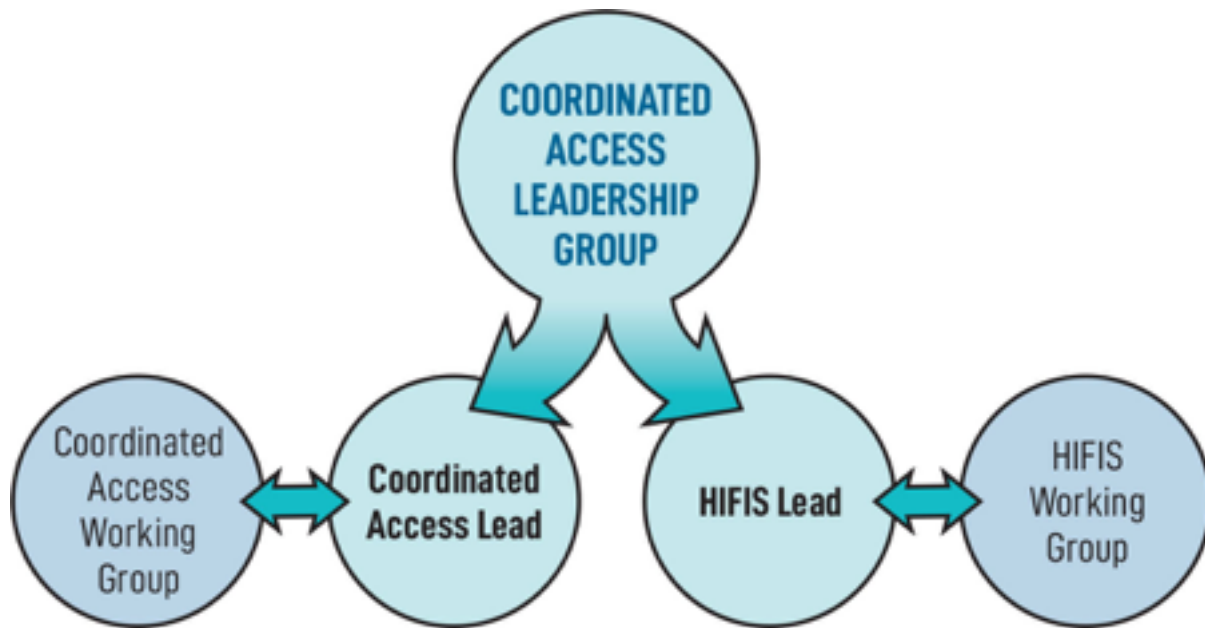 COORDINATED
ACCESS
LEADERSHIP
GROUP
Coordinated
Access
Working
Group
Coordinated
Access Lead
HIFIS Lead
HIFIS
Working
Group